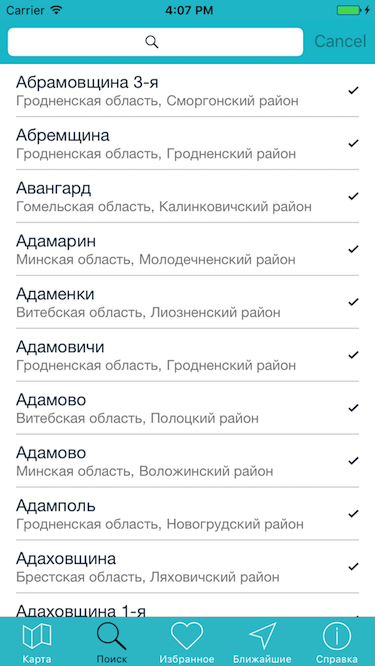 Carrier 4:07 PM
Cancel
Абрамовщина 3-я
Гродненская область, Сморгонский район
Абремщина
Гродненская область, Гродненский район
Авангард
Гомельская область, Калинковичский район
Адамарин
Минская область, Молодечненский район
Адаменки
Витебская область, Лиозненский район
Адамовичи
Гродненская область, Гродненский район
Адамово
Витебская область, Полоцкий район
Адамово
Минская область, Воложинский район
Адамполь
Гродненская область, Новогрудский район
Адаховщина
Брестская область, Ляховичский район
Адаховщина 1-я
Карта Поиск Избранное Ближайшие Справка